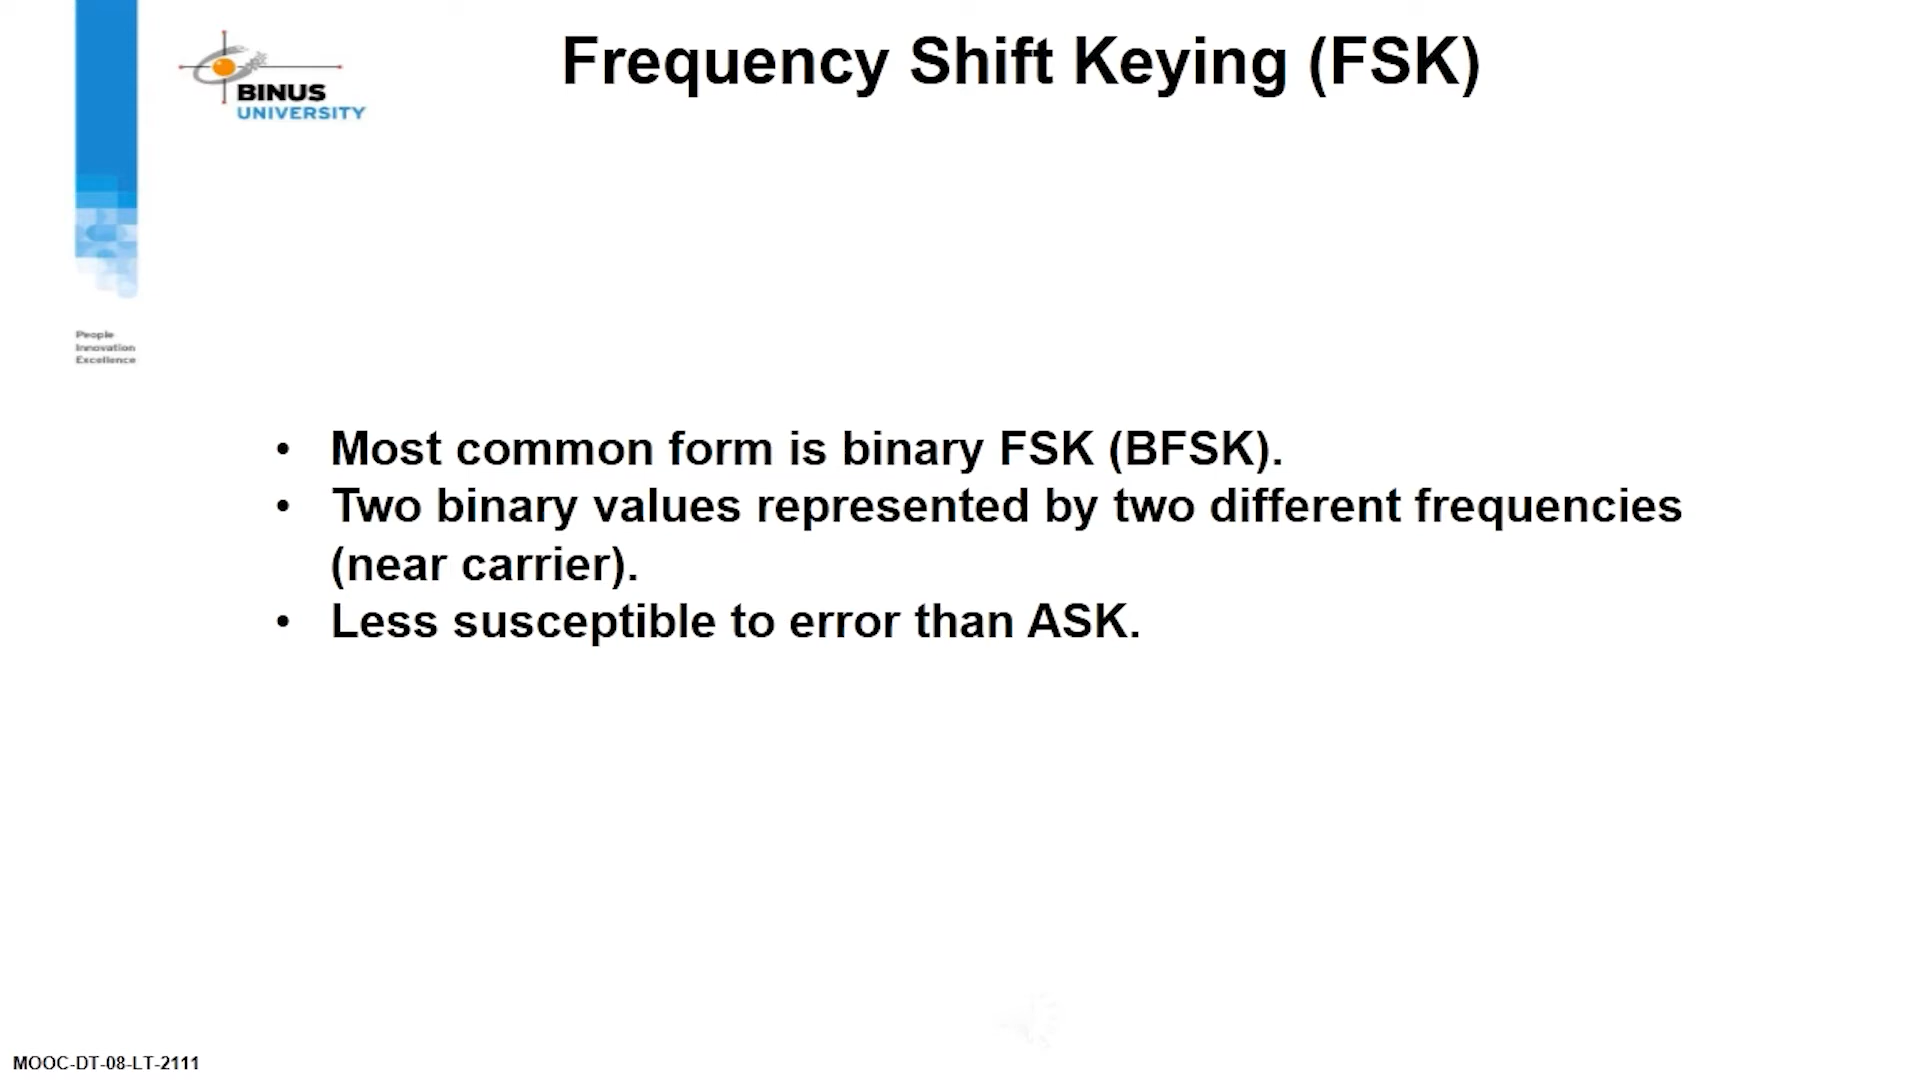 Frequency Shift Keying (FSK)
BINUS
UNIVERSITY
People
Innovation
Excellence
• Most common form is binary FSK (BFSK).
• Two binary values represented by two different frequencies
(near carrier).
• Less susceptible to error than ASK.
MOOC-DT-08-LT-2111